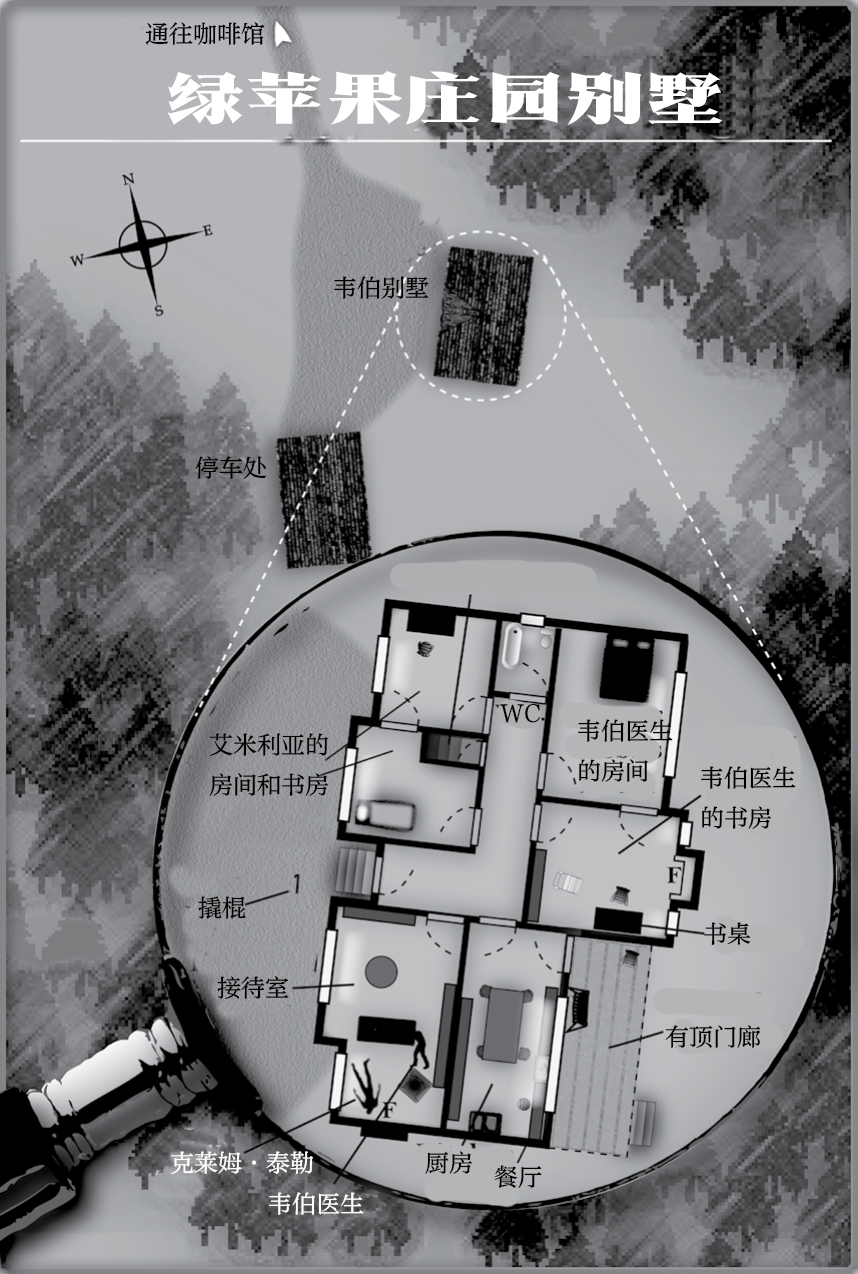 通往咖啡馆
绿苹果庄园别墅
N
W
E
S
韦伯别墅
停车处
WC
艾米利亚的
房间和书房
韦伯医生
的房间
韦伯医生
的书房
F
撬棍
书桌
接待室
有顶门廊
F
克莱姆·泰勒
韦伯医生
厨房
餐厅